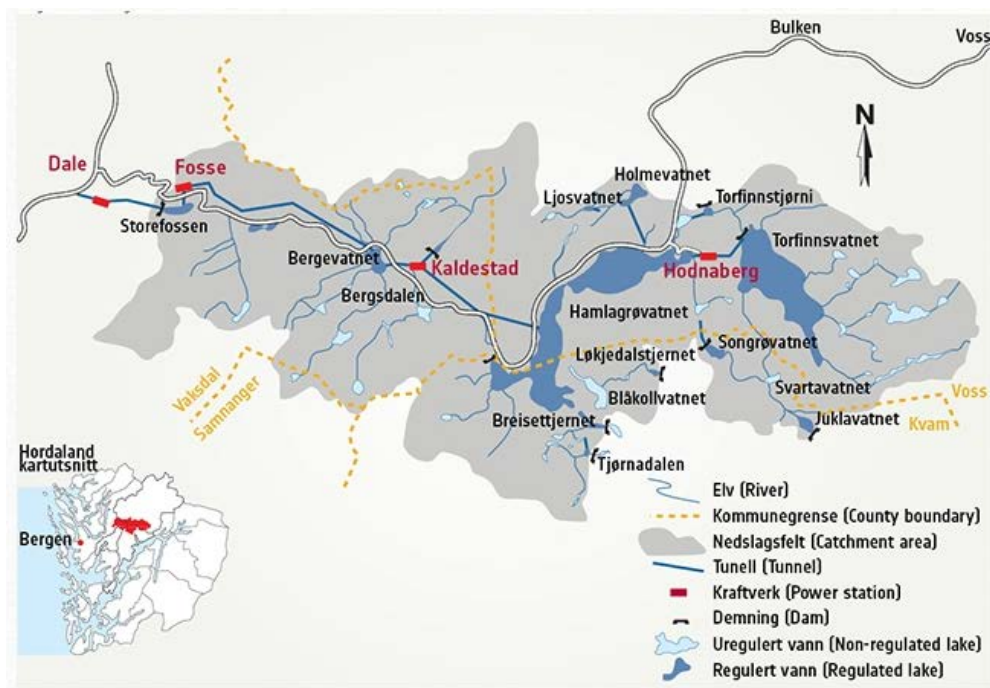 Bulken
Voss
N
Dale
Fosse
Storefossen
Holmevatnet
Ljosvatnet
Torfinnstjørni
Torfinnsvatnet
Bergevatnet
Kaldestad
Hodnaberg
Bergsdalen
Hamlagrøvatnet
Løkjedalstjernet
Songrøvatnet
Vaksdal
Samnanger
Blåkollvatnet
Svartavatnet
Voss
Kvam
Breisettjernet
Juklavatnet
Tjørnadalen
Hordaland
kartutsnitt
Bergen
Elv (River)
Kommunegrense (County boundary)
Nedslagsfelt (Catchment area)
Tunell (Tunnel)
Kraftverk (Power station)
Demning (Dam)
Uregulert vann (Non-regulated lake)
Regulert vann (Regulated lake)